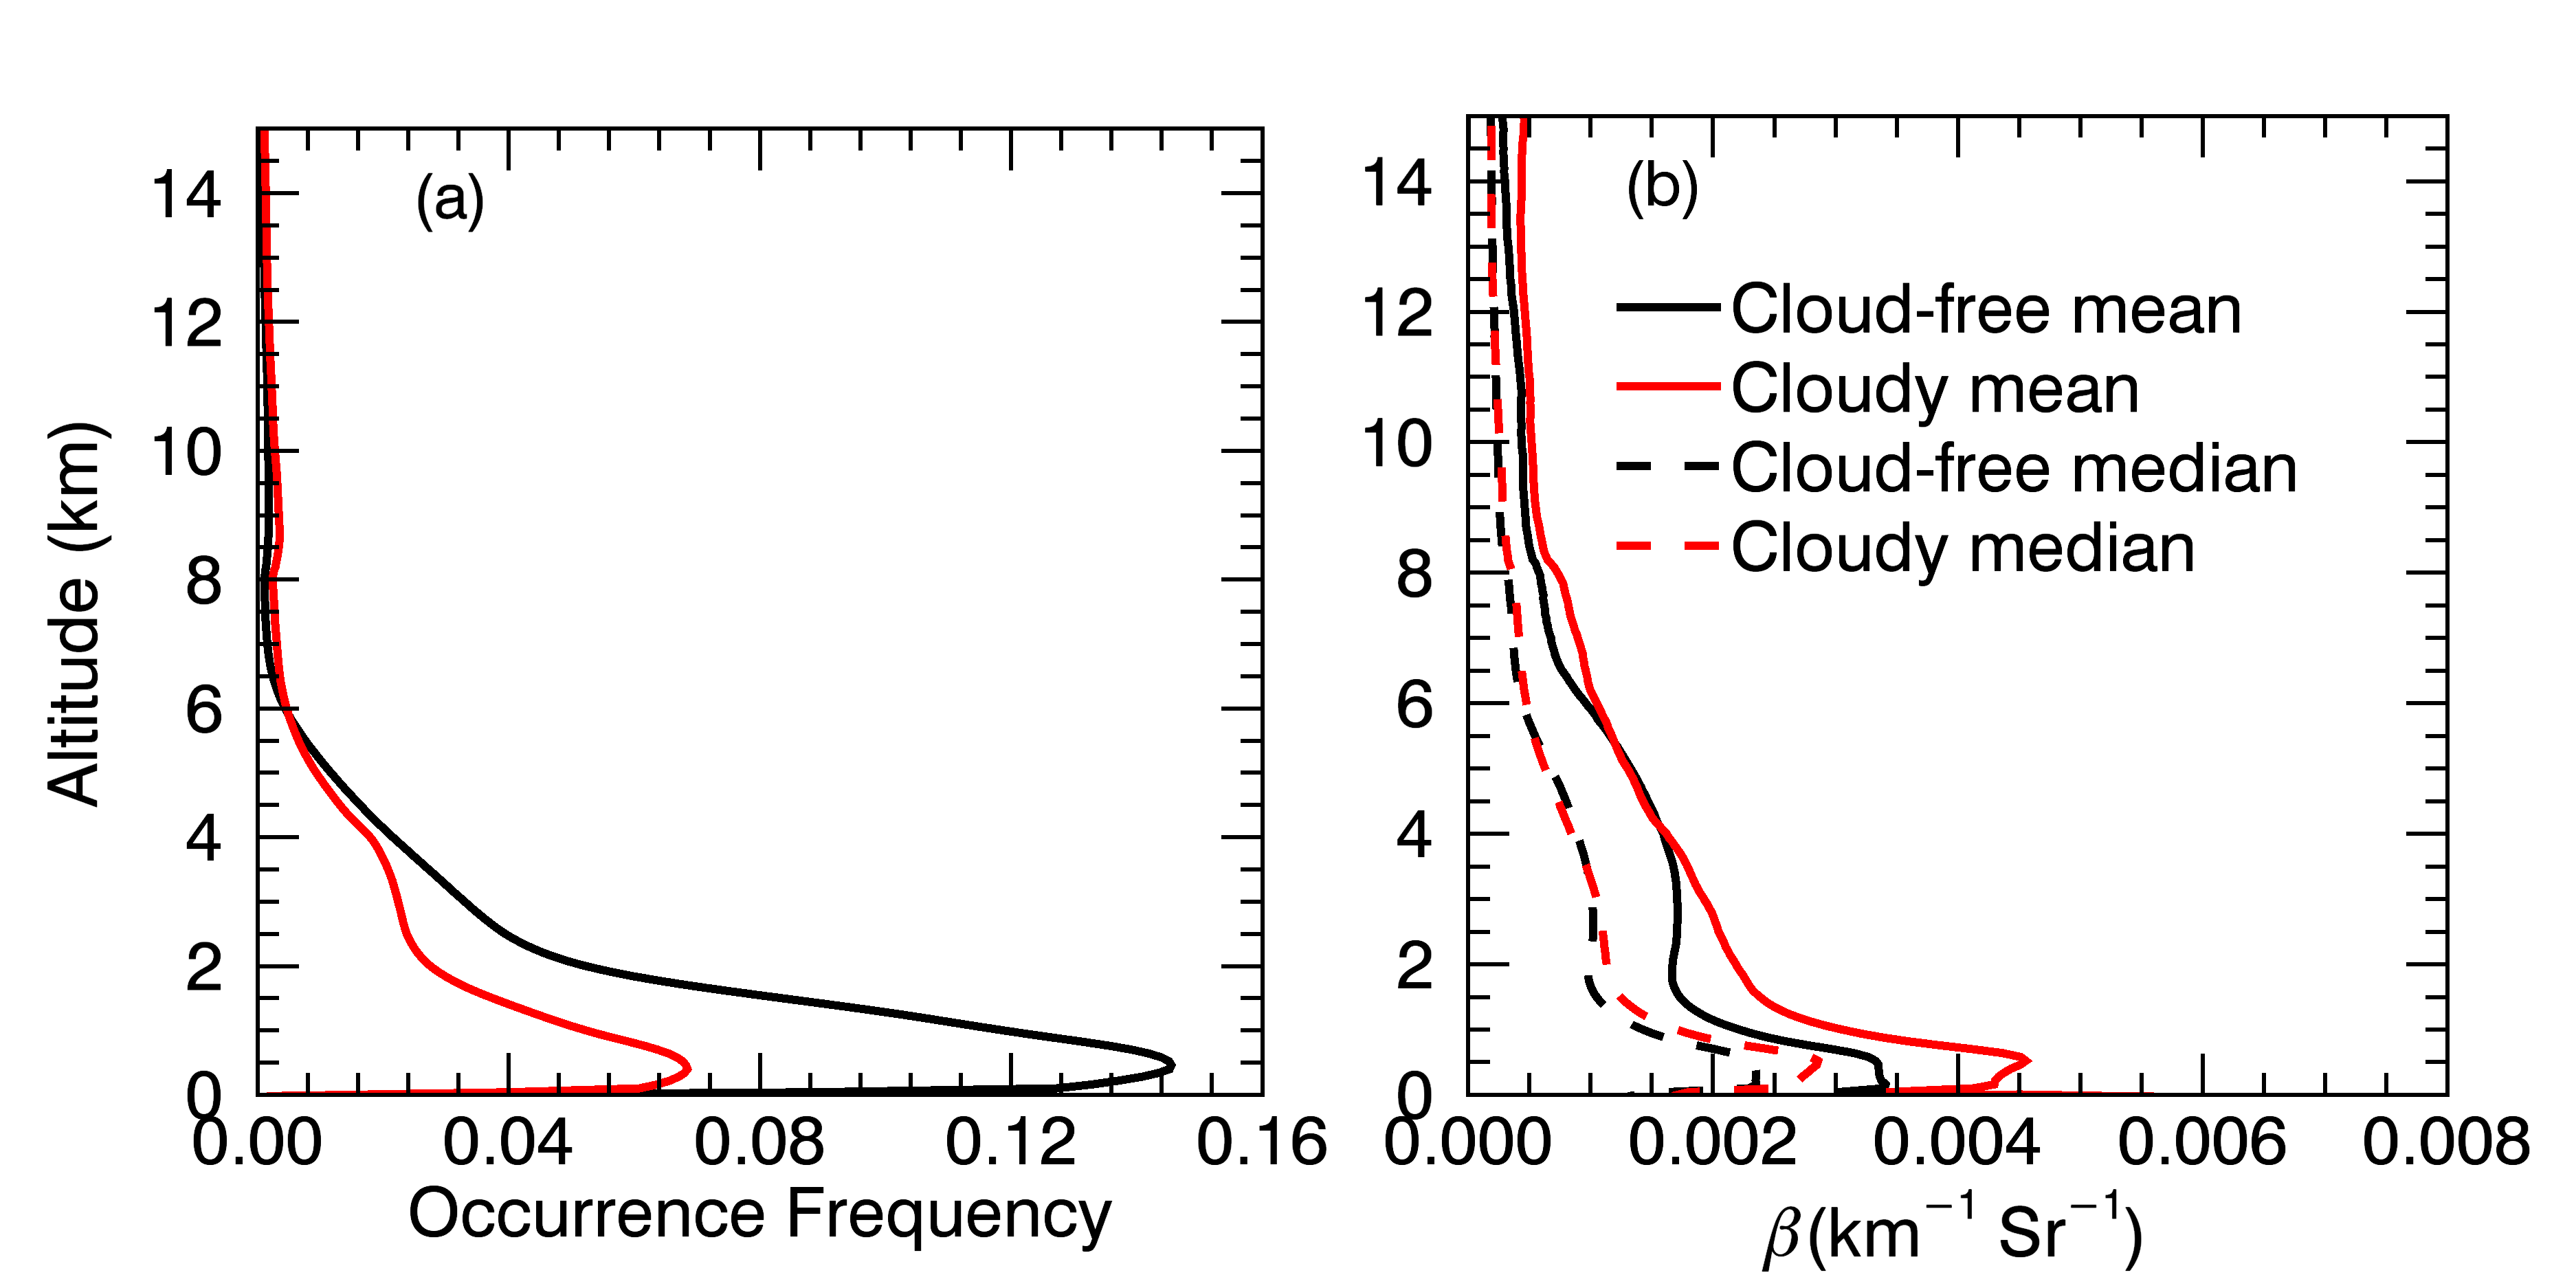 (a)
14
12
10
8
6
4
2
0
0.00 0.04 0.08 0.12 0.16
Altitude (km)
Occurrence Frequency
(b)
14
12
10
8
6
4
2
0
Cloud-free mean
Cloudy mean
Cloud-free median
Cloudy median
0.000 0.002 0.004 0.006 0.008
β(km⁻¹ Sr⁻¹)